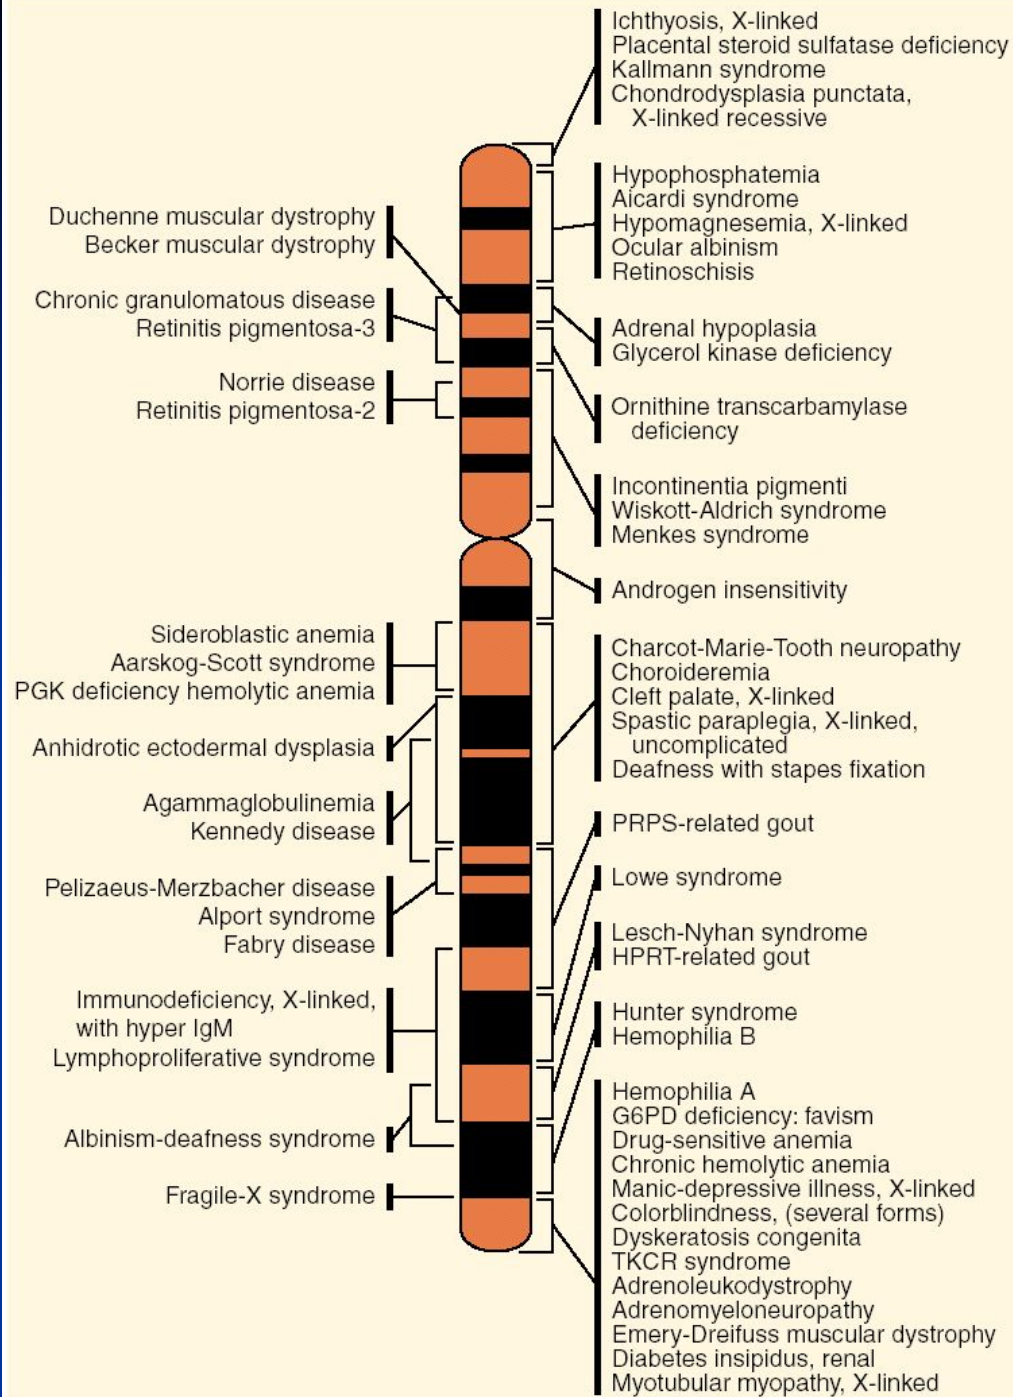 Duchenne muscular dystrophy
Becker muscular dystrophy
Chronic granulomatous disease
Retinitis pigmentosa-3
Norrie disease
Retinitis pigmentosa-2
Sideroblastic anemia
Aarskog-Scott syndrome
PGK deficiency hemolytic anemia
Anhidrotic ectodermal dysplasia
Agammaglobulinemia
Kennedy disease
Pelizaeus-Merzbacher disease
Alport syndrome
Fabry disease
Immunodeficiency, X-linked,
with hyper IgM
Lymphoproliferative syndrome
Albinism-deafness syndrome
Fragile-X syndrome
Ichthyosis, X-linked
Placental steroid sulfatase deficiency
Kallmann syndrome
Chondrodysplasia punctata,
X-linked recessive
Hypophosphatemia
Aicardi syndrome
Hypomagnesemia, X-linked
Ocular albinism
Retinoschisis
Adrenal hypoplasia
Glycerol kinase deficiency
Ornithine transcarbamylase
deficiency
Incontinentia pigmenti
Wiskott-Aldrich syndrome
Menkes syndrome
Androgen insensitivity
Charcot-Marie-Tooth neuropathy
Choroideremia
Cleft palate, X-linked
Spastic paraplegia, X-linked,
uncomplicated
Deafness with stapes fixation
PRPS-related gout
Lowe syndrome
Lesch-Nyhan syndrome
HPRT-related gout
Hunter syndrome
Hemophilia B
Hemophilia A
G6PD deficiency: favism
Drug-sensitive anemia
Chronic hemolytic anemia
Manic-depressive illness, X-linked
Colorblindness, (several forms)
Dyskeratosis congenita
TKCR syndrome
Adrenoleukodystrophy
Adrenomyeloneuropathy
Emery-Dreifuss muscular dystrophy
Diabetes insipidus, renal
Myotubular myopathy, X-linked